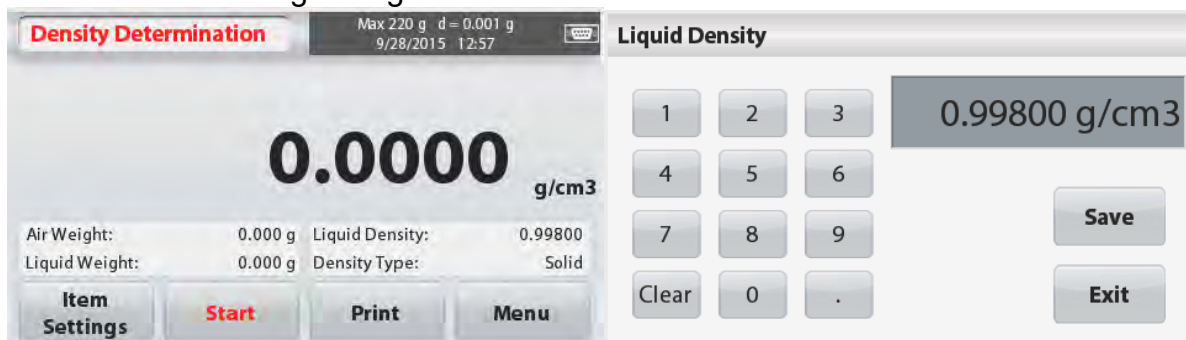 Density Determination
Max 220 g d = 0.001 g
9/28/2015 12:57
0.0000
g/cm3
Air Weight: 0.000 g Liquid Density: 0.99800
Liquid Weight: 0.000 g Density Type: Solid
Item Settings Start Print Menu
Liquid Density
0.99800 g/cm3
1 2 3
4 5 6
Save
7 8 9
Clear 0 . Exit